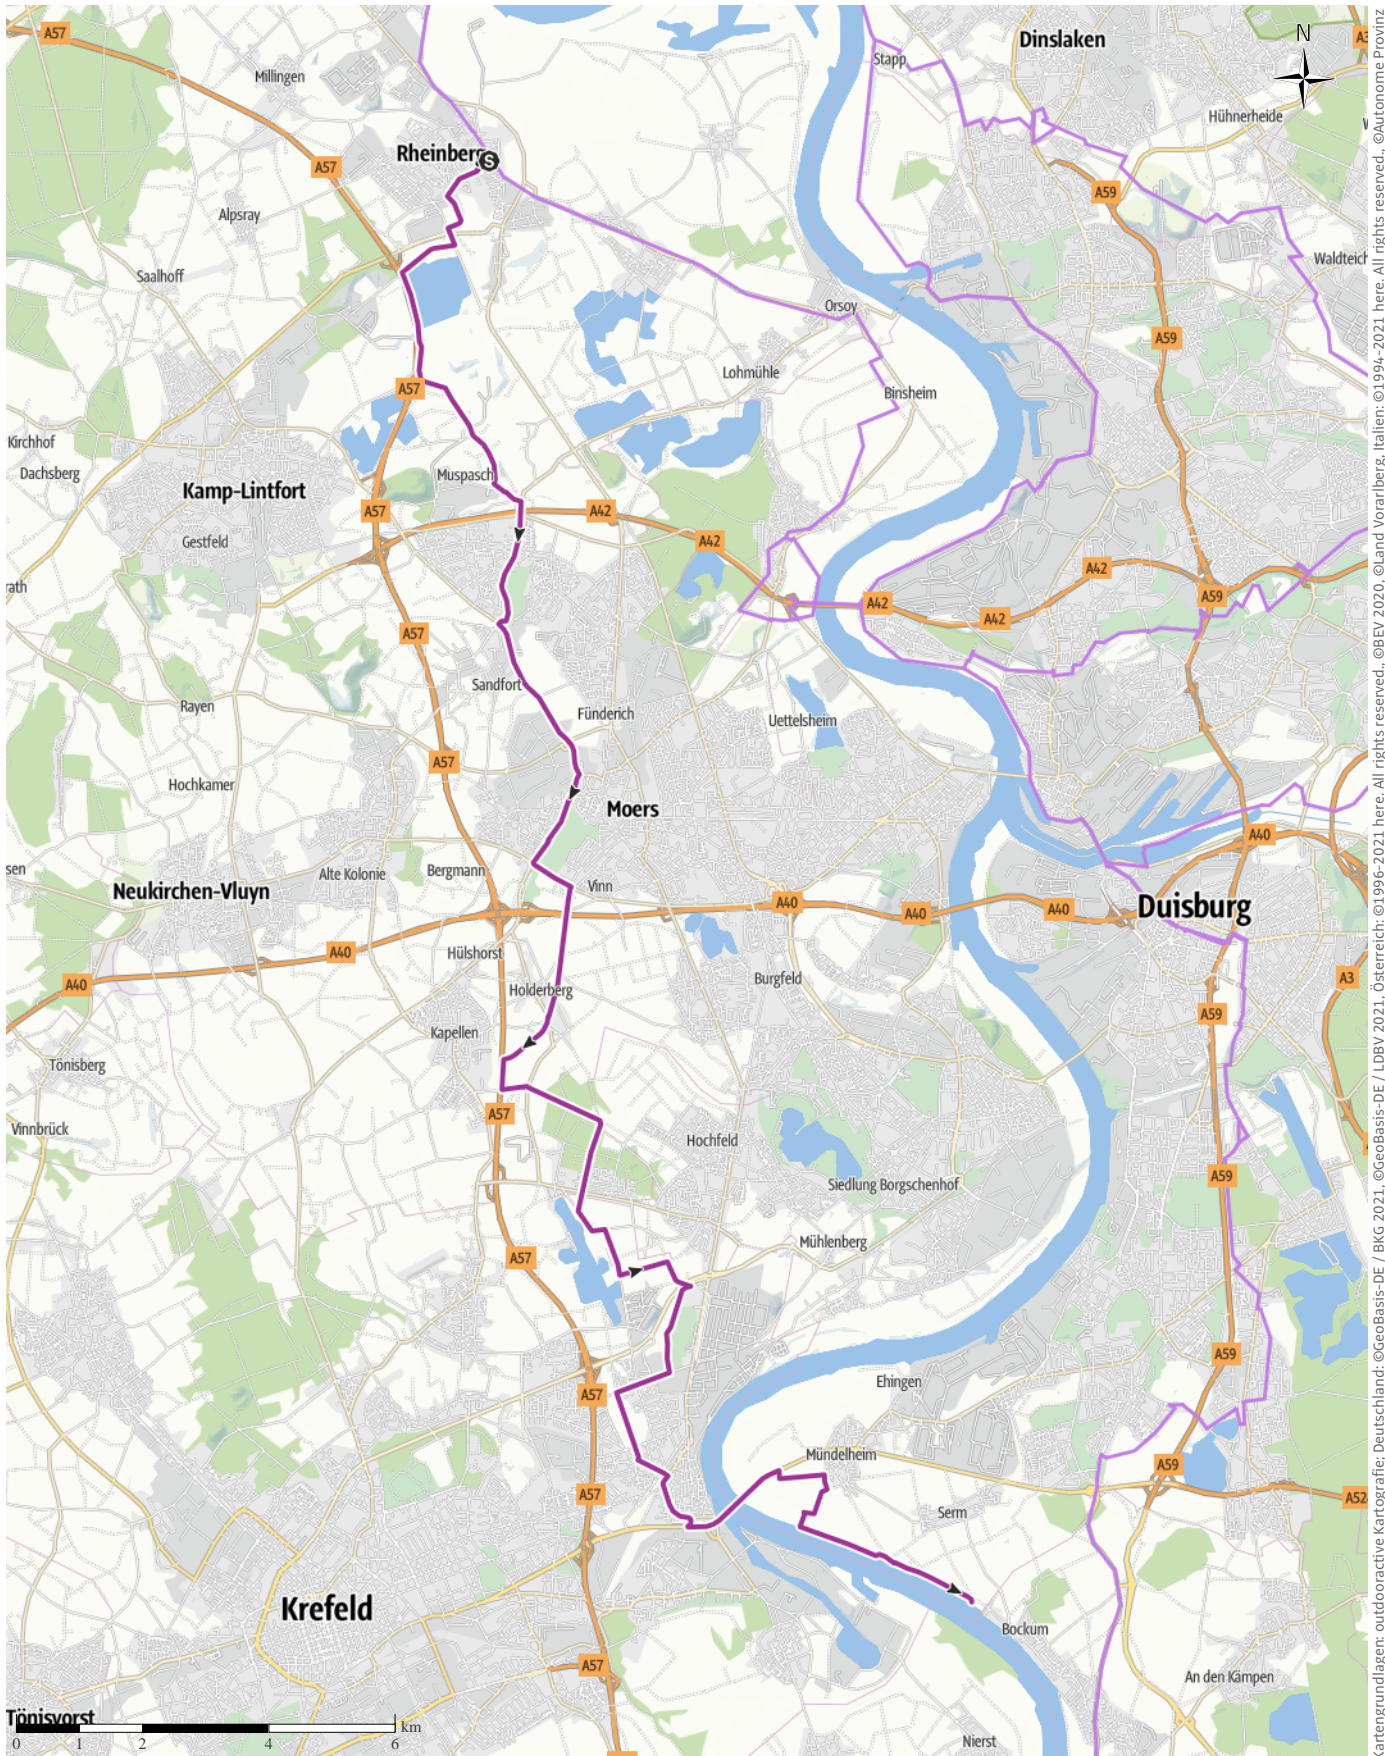 A57
Stapp
Dinslaken
N
A3
Millingen
Hühnerheide
Rheinberg
S
A57
A59
Alpsray
Saalhoff
Waldteich
Orsoy
A59
Lohmühle
A57
Binsheim
Kirchhof
Dachsberg
Muspasch
Kamp-Lintfort
A57
A42
A42
Gestfeld
A42
rath
A42
A59
A42
A57
Sandfort
Rayen
Fünderich
Uettelsheim
A57
Hochkamer
Moers
A40
sen
Alte Kolonie
Bergmann
Neukirchen-Vluyn
Vinn
A40
A40
A40
Duisburg
A40
Hülshorst
A40
Burgfeld
A3
Holderberg
A59
Kapellen
Tönisberg
A57
Vinnbrück
Hochfeld
A59
Siedlung Borgschenhof
Mühlenberg
A57
A59
Ehingen
A57
Mündelheim
A59
A57
A52
Serm
Krefeld
Bockum
A57
An den Kämpen
Tönisvorst
Nierst
km
0 1 2 4 6
artengrundlagen: outdooractive Kartografie; Deutschland: ©GeoBasis-DE / BKG 2021, ©GeoBasis-DE / LDBV 2021, Österreich: ©1996-2021 here. All rights reserved., ©BEV 2020, ©Land Vorarlberg, Italien: ©1994-2021 here. All rights reserved., ©Autonome Provinz